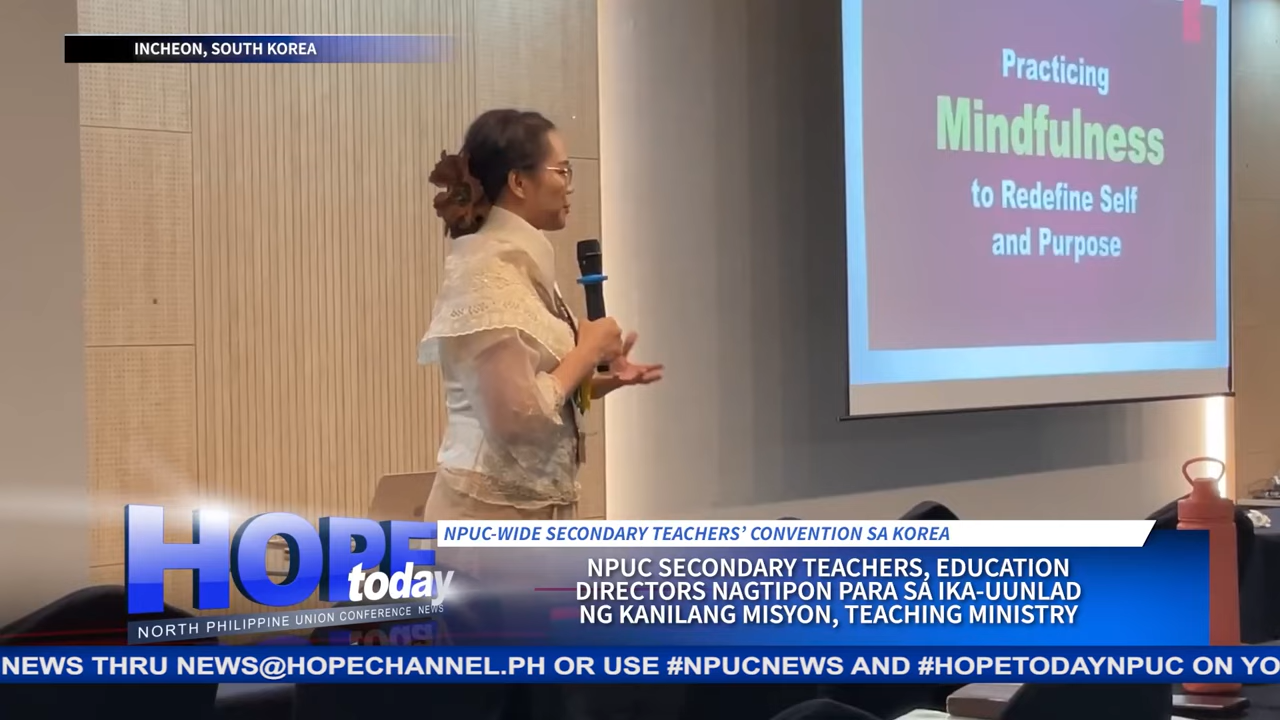 INCHEON, SOUTH KOREA
Practicing
Mindfulness
to Redefine Self
and Purpose
HOPE
today
NORTH PHILIPPINE UNION CONFERENCE NEWS
NPUC-WIDE SECONDARY TEACHERS’ CONVENTION SA KOREA
NPUC SECONDARY TEACHERS, EDUCATION
DIRECTORS NAGTIPON PARA SA IKA-UUNLAD
NG KANILANG MISYON, TEACHING MINISTRY
NEWS THRU NEWS@HOPECHANNEL.PH OR USE #NPUCNEWS AND #HOPETODAYNPUC ON YO